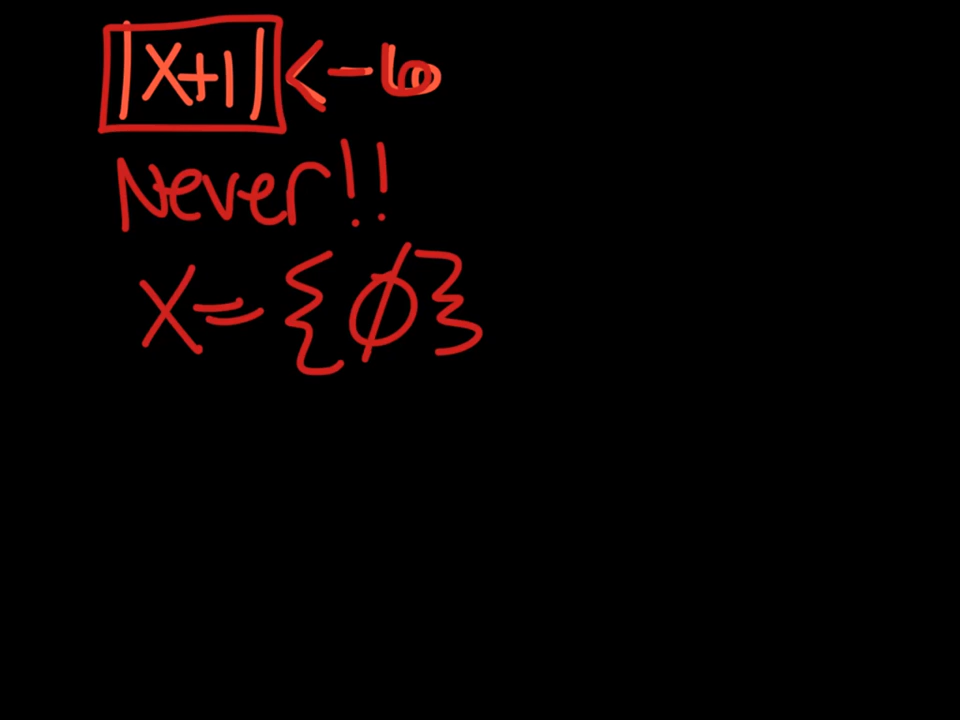 |x+1| < -6
Never!!
x = {∅}